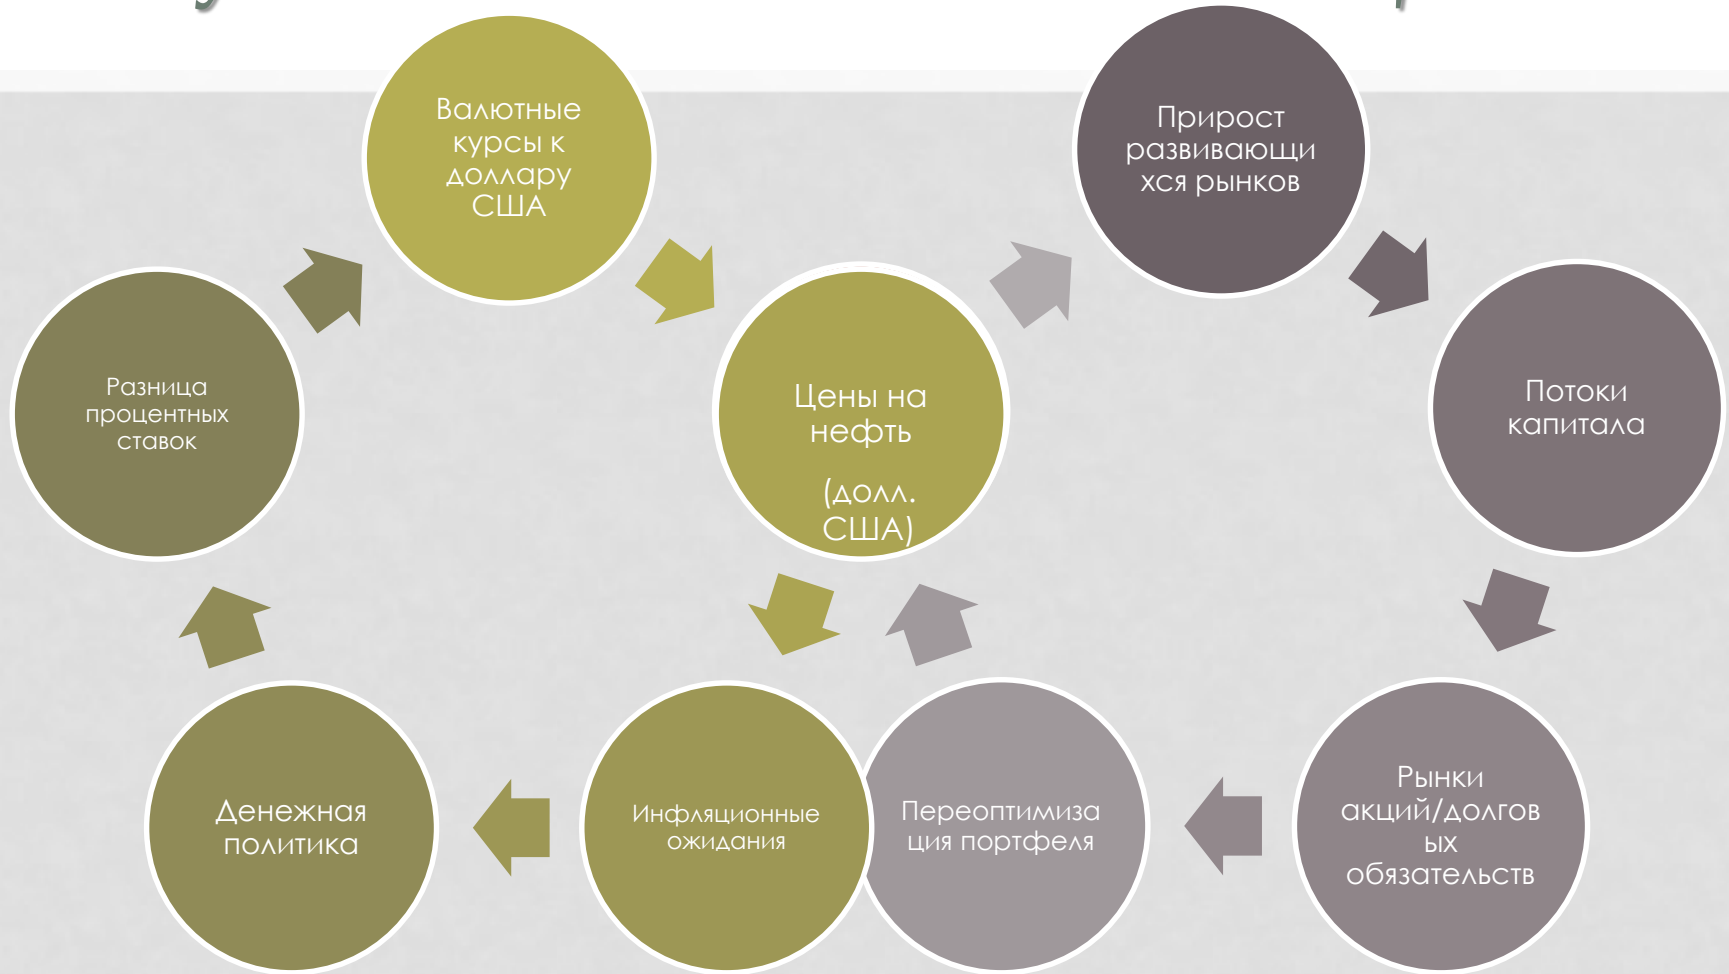 Валютные
курсы к
доллару
США
Прирост
развивающи
хся рынков
Разница
процентных
ставок
Цены на
нефть
(долл.
США)
Потоки
капитала
Денежная
политика
Инфляционные
ожидания
Переоптимиза
ция портфеля
Рынки
акций/долгов
ых
обязательств